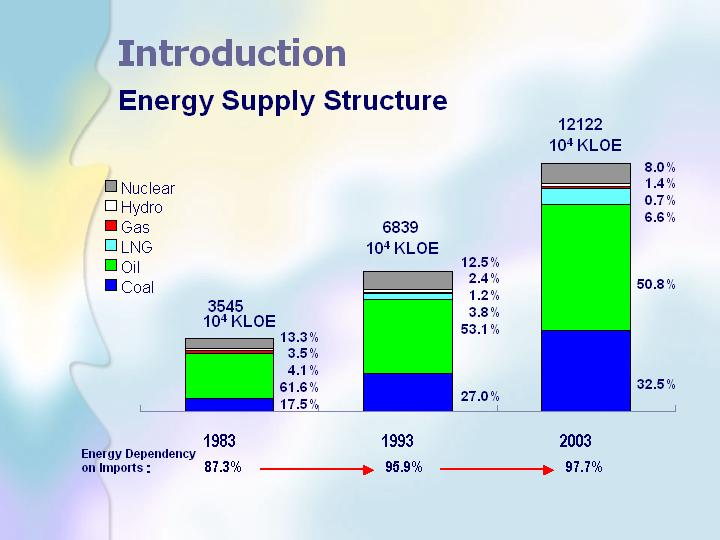 Introduction
Energy Supply Structure
12122
10⁴ KLOE
8.0%
1.4%
0.7%
6.6%
50.8%
32.5%
Nuclear
Hydro
Gas
LNG
Oil
Coal
6839
10⁴ KLOE
12.5%
2.4%
1.2%
3.8%
53.1%
27.0%
3545
10⁴ KLOE
13.3%
3.5%
4.1%
61.6%
17.5%
1983 1993 2003
Energy Dependency
on Imports : 87.3% 95.9% 97.7%